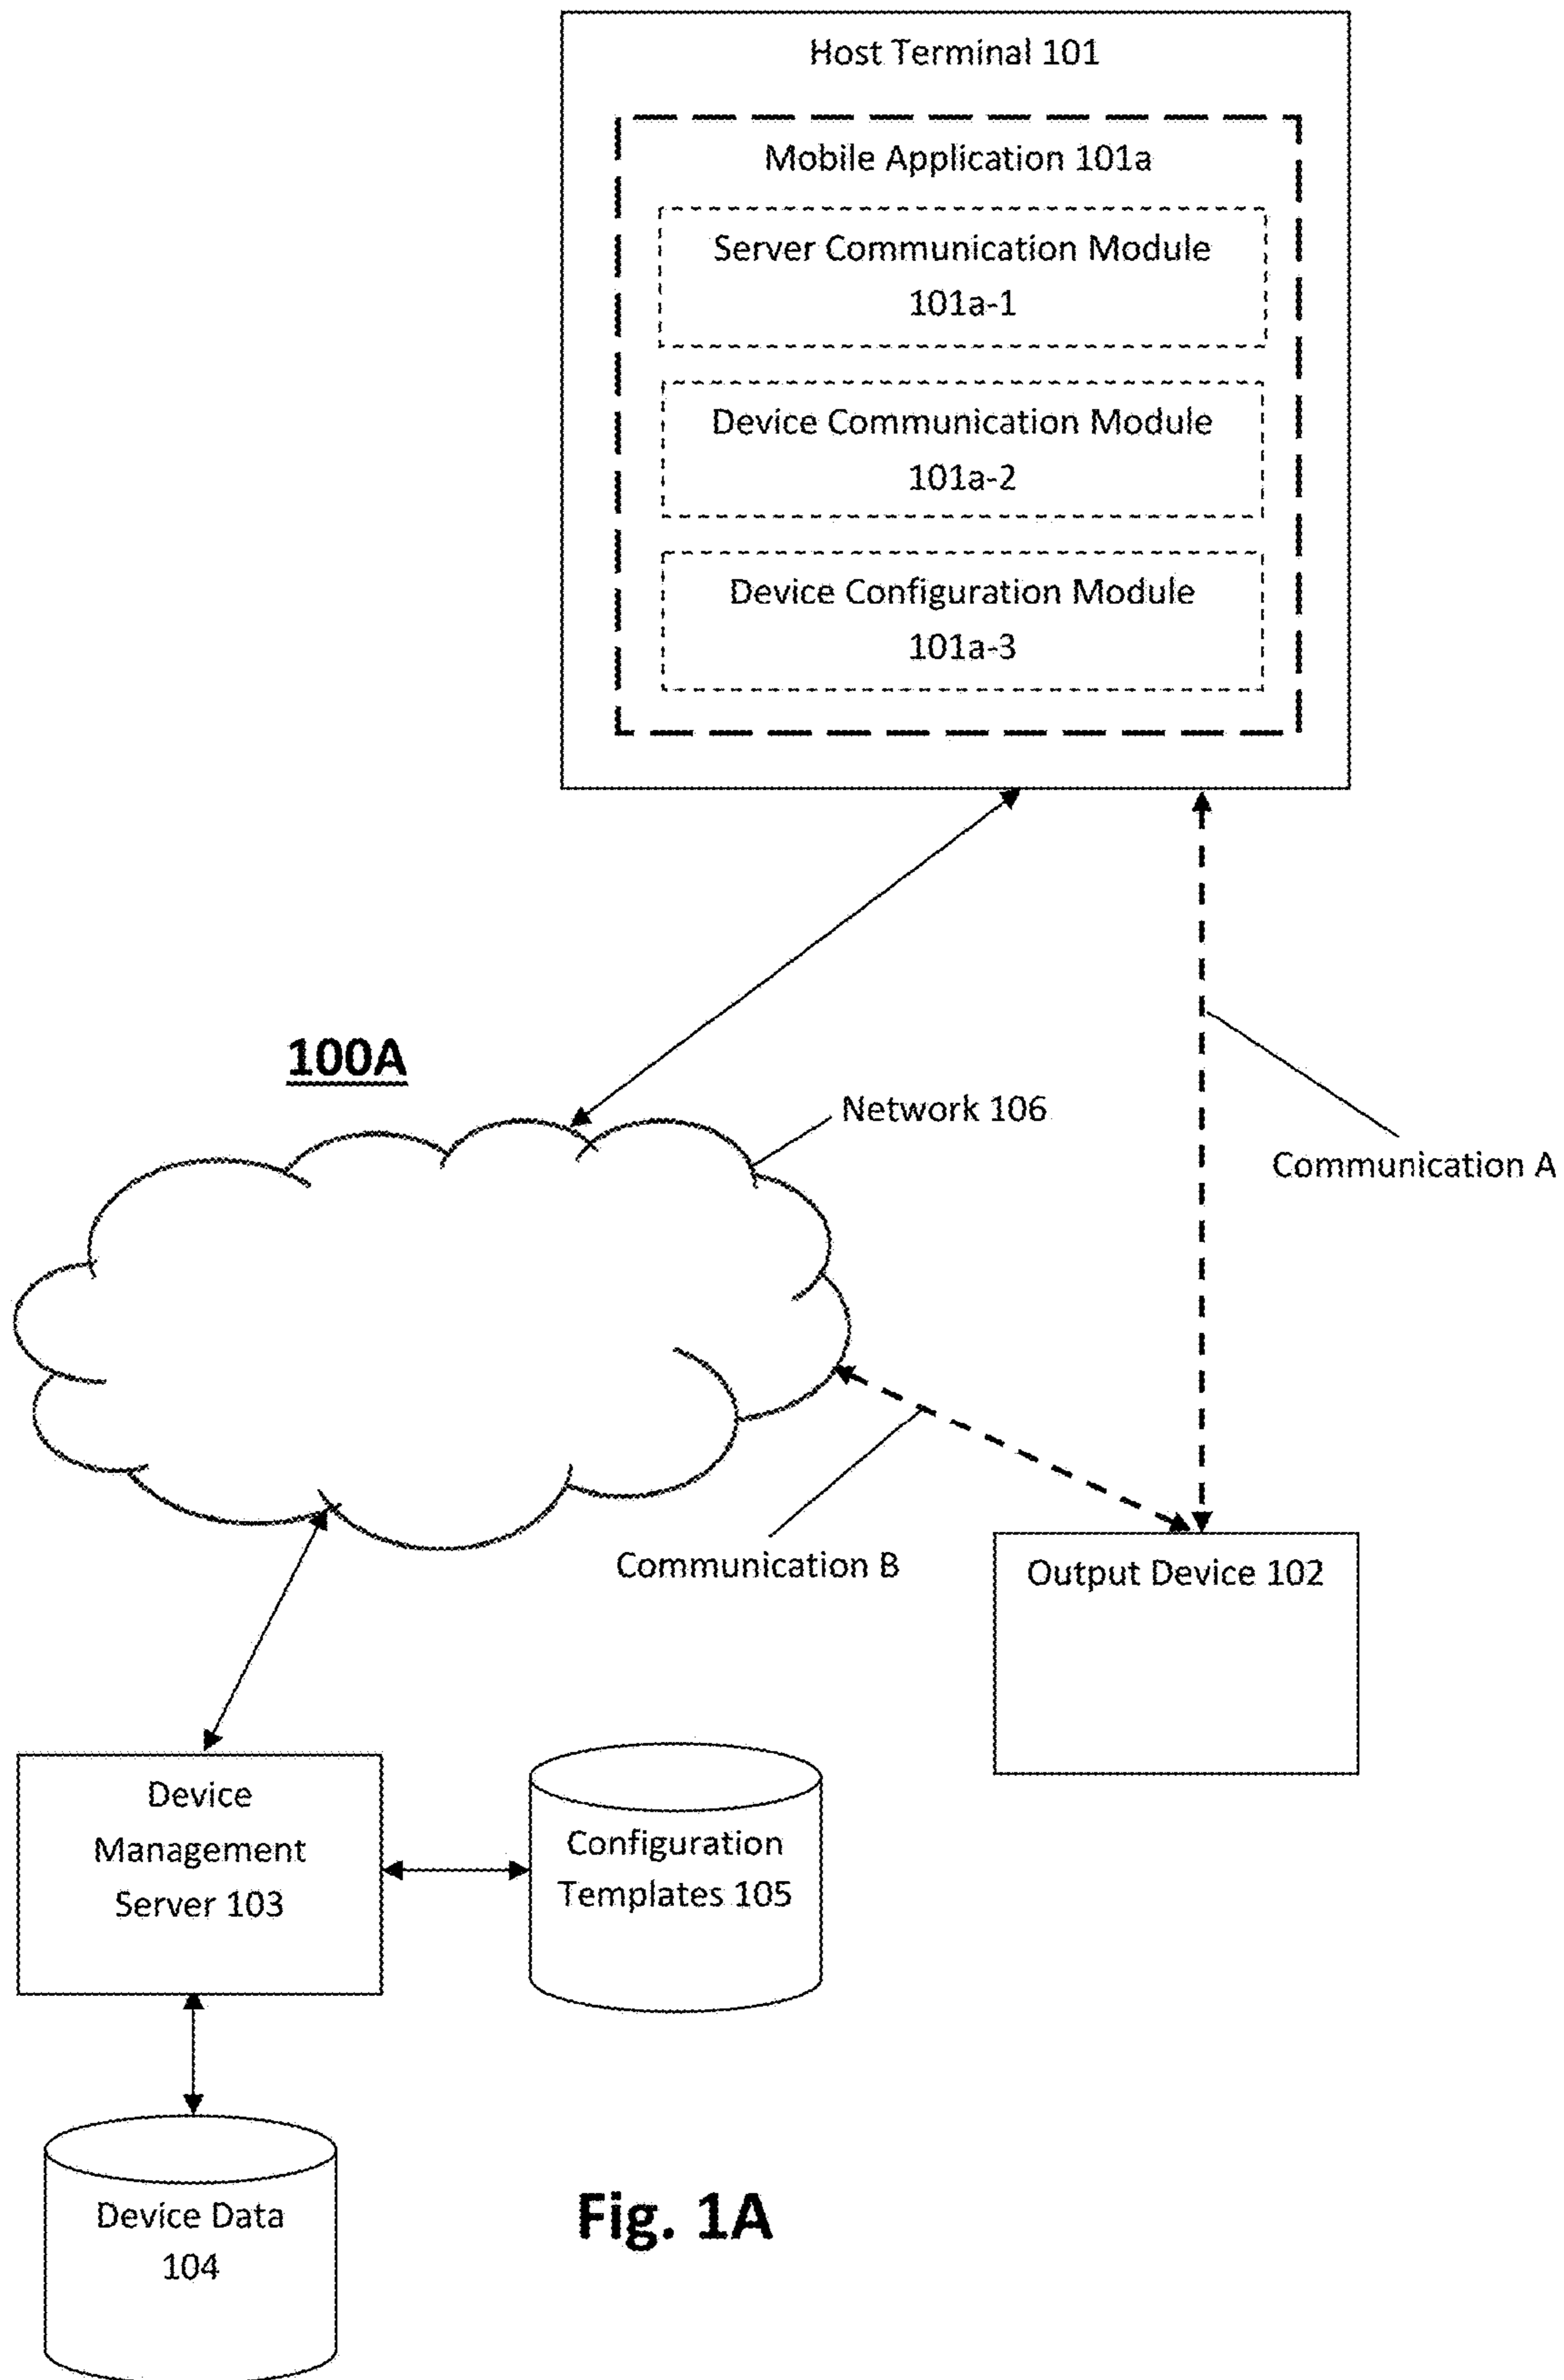 Host Terminal 101
Mobile Application 101a
Server Communication Module
101a-1
Device Communication Module
101a-2
Device Configuration Module
101a-3
100A
Network 106
Communication A
Communication B
Output Device 102
Device
Management
Server 103
Configuration
Templates 105
Device Data
104
Fig. 1A